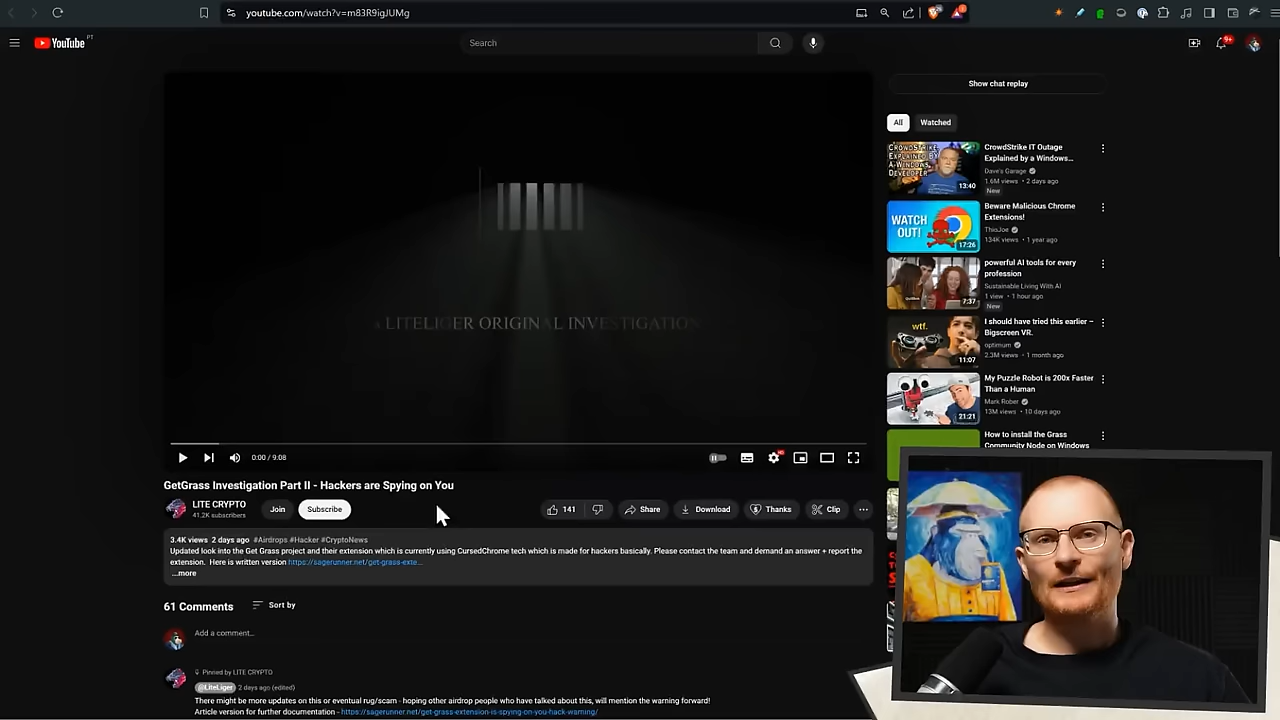 youtube.com/watch?v=m83R9igJUMg
YouTube PT
Search
9+
Show chat replay
All
Watched
A LITELIGER ORIGINAL INVESTIGATION
0:00 / 9:08
GetGrass Investigation Part II - Hackers are Spying on You
LITE CRYPTO
41.2K subscribers
Join
Subscribe
141
Share
Download
Thanks
Clip
3.4K views 2 days ago #Airdrops #Hacker #CryptoNews
Updated look into the Get Grass project and their extension which is currently using CursedChrome tech which is made for hackers basically. Please contact the team and demand an answer + report the
extension. Here is written version https://sagerunner.net/get-grass-exte...
...more
61 Comments
Sort by
Add a comment...
Pinned by LITE CRYPTO
@LiteLiger 2 days ago (edited)
There might be more updates on this or eventual rug/scam - hoping other airdrop people who have talked about this, will mention the warning forward!
Article version for further documentation - https://sagerunner.net/get-grass-extension-is-spying-on-you-hack-warning/
CROWDSTRIKE
EXPLAINED
BY
A WINDOWS
DEVELOPER
13:40
CrowdStrike IT Outage
Explained by a Windows...
Dave's Garage
1.6M views • 2 days ago
New
WATCH
OUT!
17:26
Beware Malicious Chrome
Extensions!
ThioJoe
134K views • 1 year ago
7:37
powerful AI tools for every
profession
Sustainable Living With AI
1 view • 1 hour ago
New
wtf.
11:07
I should have tried this earlier –
Bigscreen VR.
optimum
2.3M views • 1 month ago
21:21
My Puzzle Robot is 200x Faster
Than a Human
Mark Rober
13M views • 10 days ago
How to install the Grass
Community Node on Windows